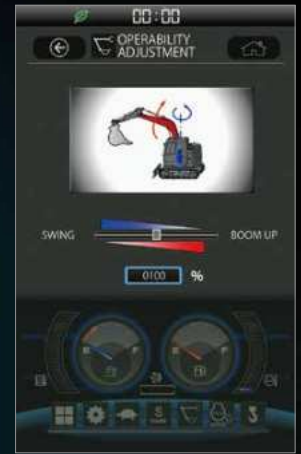 00:00
OPERABILITY
ADJUSTMENT
SWING BOOM UP
0100 %
E F E F
S